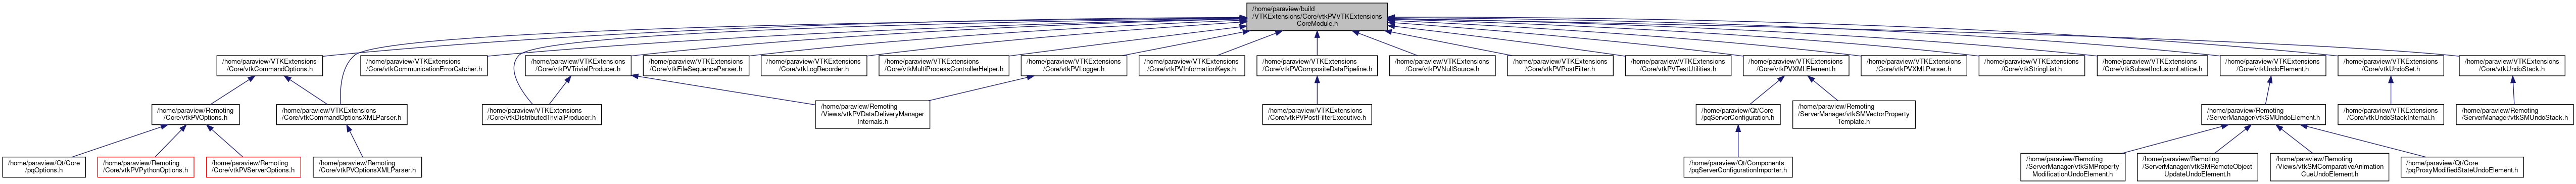 /home/paraview/build
/VTKExtensions/Core/vtkPVVTKExtensions
CoreModule.h
/home/paraview/VTKExtensions
/Core/vtkCommandOptions.h
/home/paraview/VTKExtensions
/Core/vtkCommunicationErrorCatcher.h
/home/paraview/VTKExtensions
/Core/vtkPVTrivialProducer.h
/home/paraview/VTKExtensions
/Core/vtkFileSequenceParser.h
/home/paraview/VTKExtensions
/Core/vtkLogRecorder.h
/home/paraview/VTKExtensions
/Core/vtkMultiProcessControllerHelper.h
/home/paraview/VTKExtensions
/Core/vtkPVLogger.h
/home/paraview/VTKExtensions
/Core/vtkPVInformationKeys.h
/home/paraview/VTKExtensions
/Core/vtkPVCompositeDataPipeline.h
/home/paraview/VTKExtensions
/Core/vtkPVNullSource.h
/home/paraview/VTKExtensions
/Core/vtkPVPostFilter.h
/home/paraview/VTKExtensions
/Core/vtkPVTestUtilities.h
/home/paraview/VTKExtensions
/Core/vtkPVXMLElement.h
/home/paraview/VTKExtensions
/Core/vtkPVXMLParser.h
/home/paraview/VTKExtensions
/Core/vtkStringList.h
/home/paraview/VTKExtensions
/Core/vtkSubsetInclusionLattice.h
/home/paraview/VTKExtensions
/Core/vtkUndoElement.h
/home/paraview/VTKExtensions
/Core/vtkUndoSet.h
/home/paraview/VTKExtensions
/Core/vtkUndoStack.h
/home/paraview/Remoting
/Core/vtkPVOptions.h
/home/paraview/VTKExtensions
/Core/vtkCommandOptionsXMLParser.h
/home/paraview/VTKExtensions
/Core/vtkDistributedTrivialProducer.h
/home/paraview/Remoting
/Views/vtkPVDataDeliveryManager
Internals.h
/home/paraview/VTKExtensions
/Core/vtkPVPostFilterExecutive.h
/home/paraview/Qt/Core
/pqServerConfiguration.h
/home/paraview/Remoting
/ServerManager/vtkSMVectorProperty
Template.h
/home/paraview/Remoting
/ServerManager/vtkSMUndoElement.h
/home/paraview/VTKExtensions
/Core/vtkUndoStackInternal.h
/home/paraview/Remoting
/ServerManager/vtkSMUndoStack.h
/home/paraview/Qt/Core
/pqOptions.h
/home/paraview/Remoting
/Core/vtkPVPythonOptions.h
/home/paraview/Remoting
/Core/vtkPVServerOptions.h
/home/paraview/Remoting
/Core/vtkPVOptionsXMLParser.h
/home/paraview/Qt/Components
/pqServerConfigurationImporter.h
/home/paraview/Remoting
/ServerManager/vtkSMProperty
ModificationUndoElement.h
/home/paraview/Remoting
/ServerManager/vtkSMRemoteObject
UpdateUndoElement.h
/home/paraview/Remoting
/Views/vtkSMComparativeAnimation
CueUndoElement.h
/home/paraview/Qt/Core
/pqProxyModifiedStateUndoElement.h